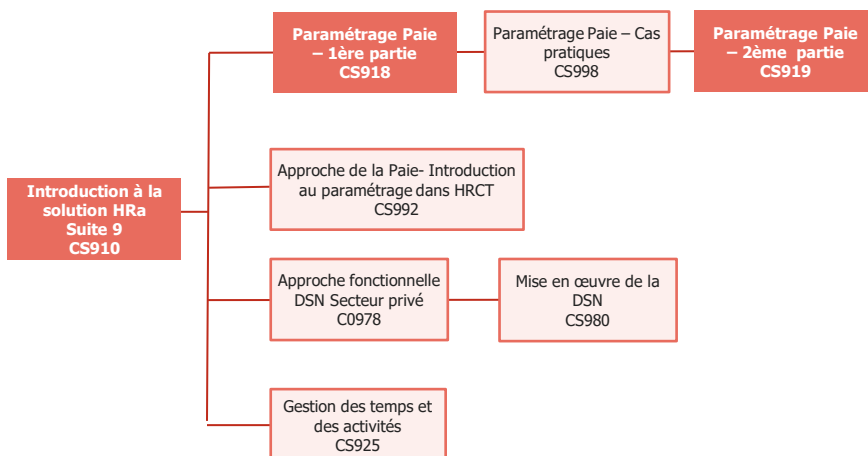 Paramétrage Paie
– 1ère partie
CS918
Paramétrage Paie – Cas
pratiques
CS998
Paramétrage Paie
– 2ème  partie
CS919
Approche de la Paie- Introduction
au paramétrage dans HRCT
CS992
Introduction à la
solution HRa
Suite 9
CS910
Approche fonctionnelle
DSN Secteur privé
C0978
Mise en œuvre de la
DSN
CS980
Gestion des temps et
des activités
CS925